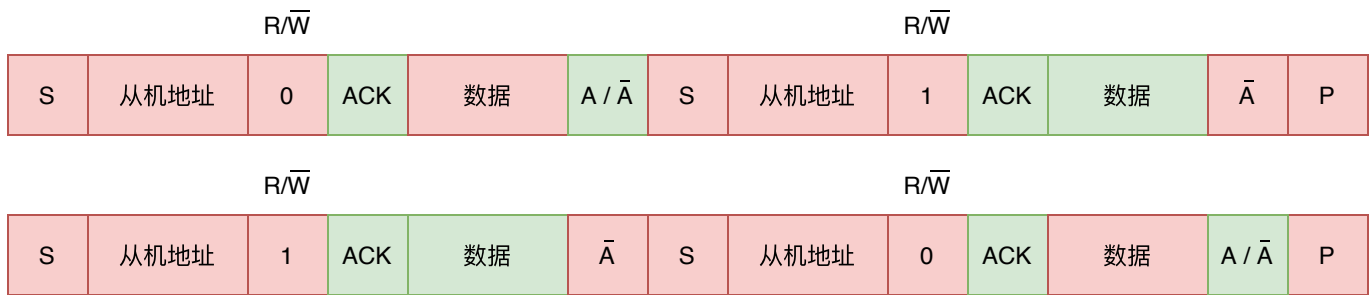 R/W̅ R/W̅
S 从机地址 0 ACK 数据 A / A̅ S 从机地址 1 ACK 数据 A̅ P
R/W̅ R/W̅
S 从机地址 1 ACK 数据 A̅ S 从机地址 0 ACK 数据 A / A̅ P